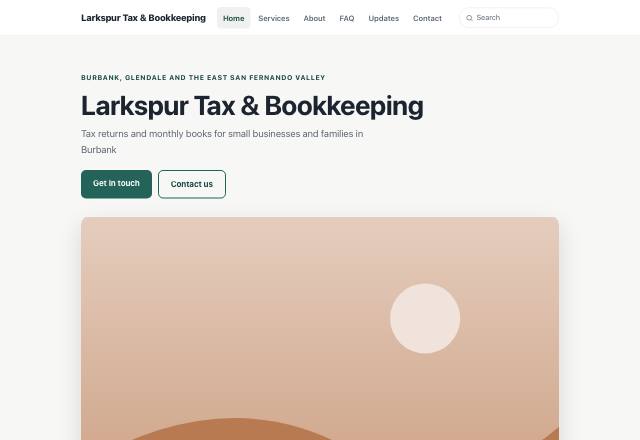 Larkspur Tax & Bookkeeping
Home
Services
About
FAQ
Updates
Contact
Search
BURBANK, GLENDALE AND THE EAST SAN FERNANDO VALLEY
Larkspur Tax & Bookkeeping
Tax returns and monthly books for small businesses and families in
Burbank
Get in touch
Contact us